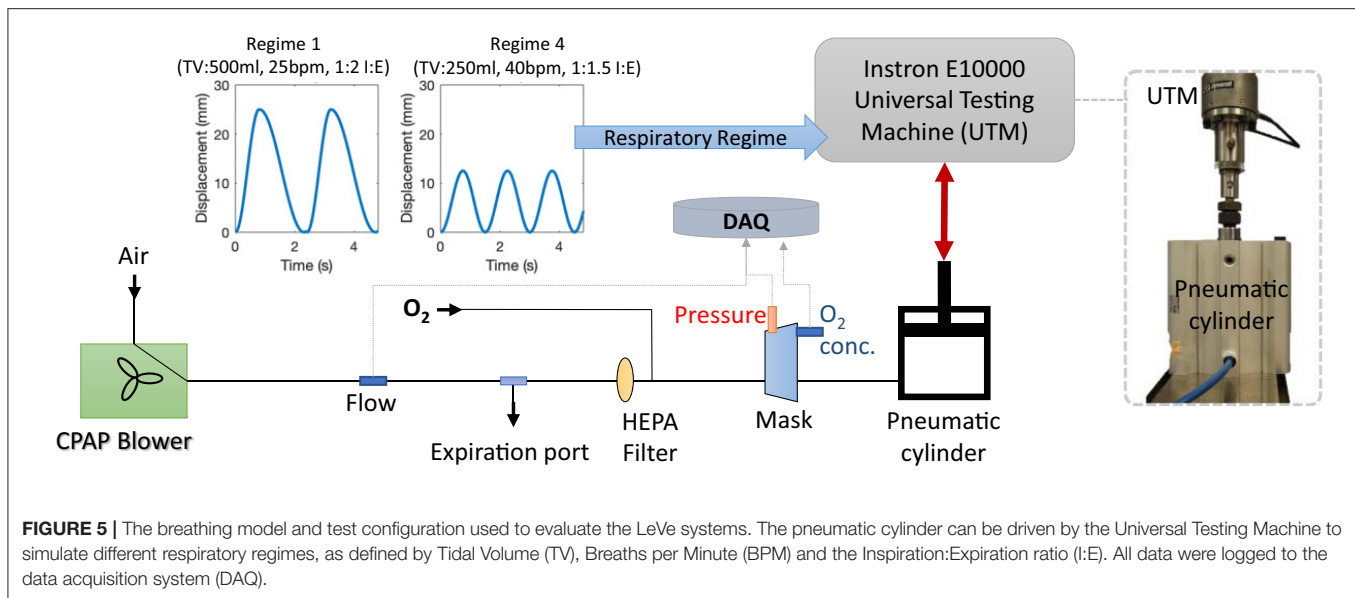 Regime 1
(TV:500ml, 25bpm, 1:2 I:E)
Displacement (mm)
30
20
10
0
0
2
4
Time (s)
Regime 4
(TV:250ml, 40bpm, 1:1.5 I:E)
Displacement (mm)
30
20
10
0
0
2
4
Time (s)
Respiratory Regime
Instron E10000
Universal Testing
Machine (UTM)
UTM
Pneumatic
cylinder
DAQ
Air
O₂
Pressure
O₂
conc.
CPAP Blower
Flow
Expiration port
HEPA
Filter
Mask
Pneumatic
cylinder
FIGURE 5 | The breathing model and test configuration used to evaluate the LeVe systems. The pneumatic cylinder can be driven by the Universal Testing Machine to
simulate different respiratory regimes, as defined by Tidal Volume (TV), Breaths per Minute (BPM) and the Inspiration:Expiration ratio (I:E). All data were logged to the
data acquisition system (DAQ).